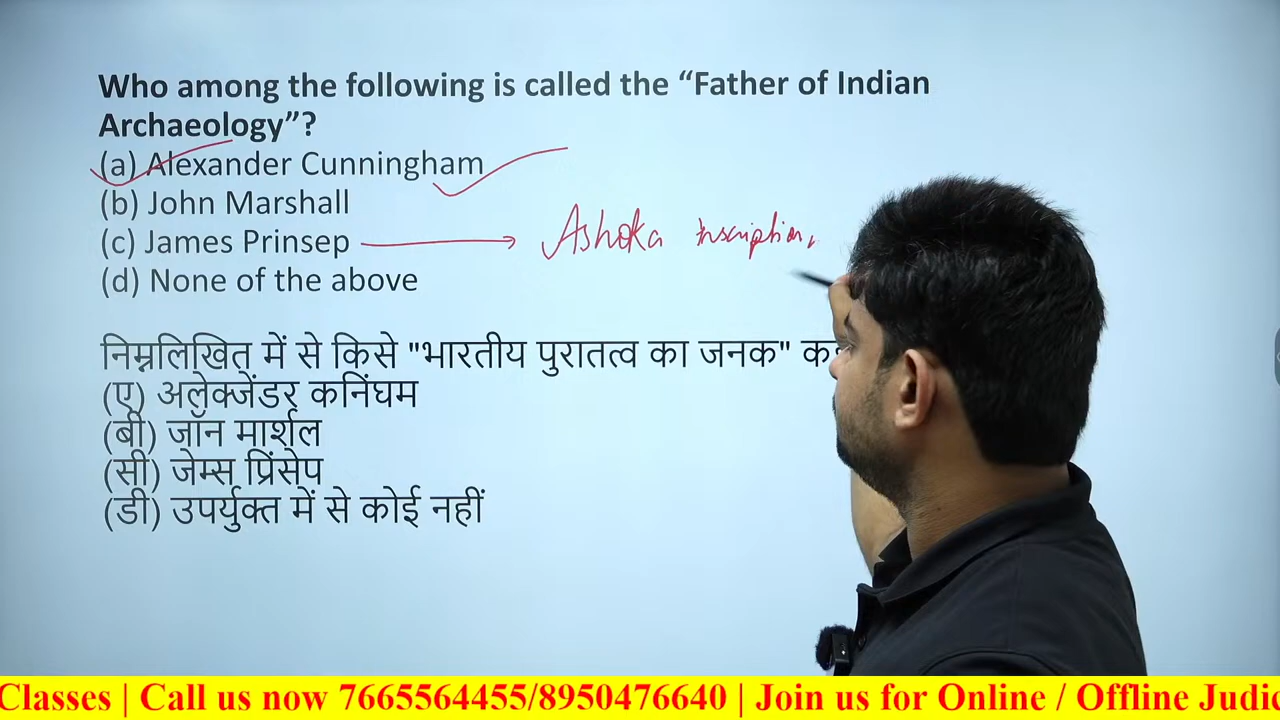 Who among the following is called the “Father of Indian
Archaeology”?
(a) Alexander Cunningham
(b) John Marshall
(c) James Prinsep Ashoka Inscription,
(d) None of the above
निम्नलिखित में से किसे "भारतीय पुरातत्व का जनक"
(ए) अलेक्जेंडर कनिंघम
(बी) जॉन मार्शल
(सी) जेम्स प्रिंसेप
(डी) उपर्युक्त में से कोई नहीं
Classes | Call us now 7665564455/8950476640 | Join us for Online / Offline